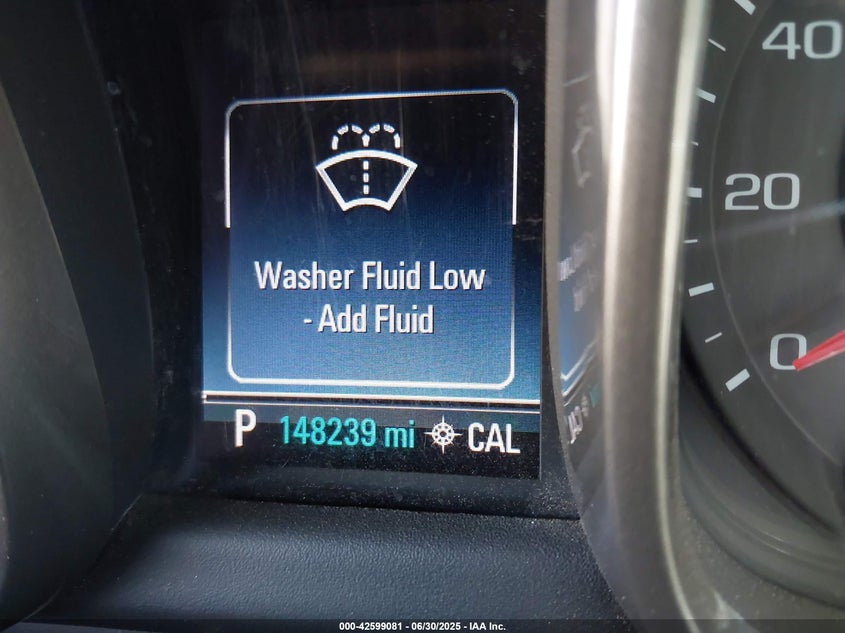 40
20
0
Washer Fluid Low
- Add Fluid
P 148239 mi CAL
000-42599081 - 06/30/2025 - IAA Inc.